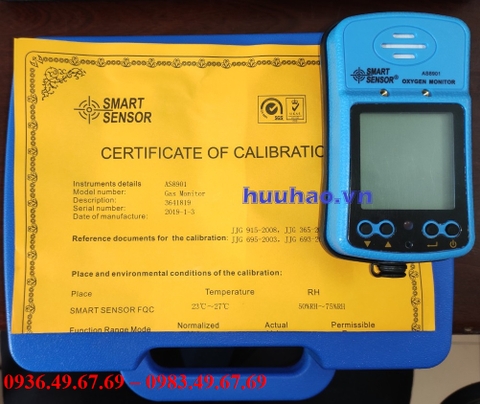 SMART
SENSOR
SGS
CERTIFICATE OF CALIBRATIO
Instruments details AS8901
Model number: Gas Monitor
Description: 3641819
Serial number: 2019-1-3
Date of manufacture:
Reference documents for the calibration: JJG 915-2008, JJG 365-20
JJG 695-2003, JJG 693-20
Place and environmental conditions of the calibration:
Place Temperature RH
SMART SENSOR FQC 23℃~27℃ 50%RH~75%RH
Function Range Mode Normalized Actual Permissible
AS8901
SMART
SENSOR® OXYGEN MONITOR
huuhao.vn
0936.49.67.69 – 0983.49.67.69